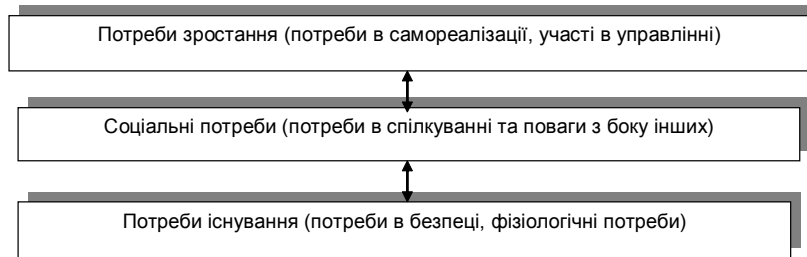 Потреби зростання (потреби в самореалізації, участі в управлінні)
Соціальні потреби (потреби в спілкуванні та поваги з боку інших)
Потреби існування (потреби в безпеці, фізіологічні потреби)